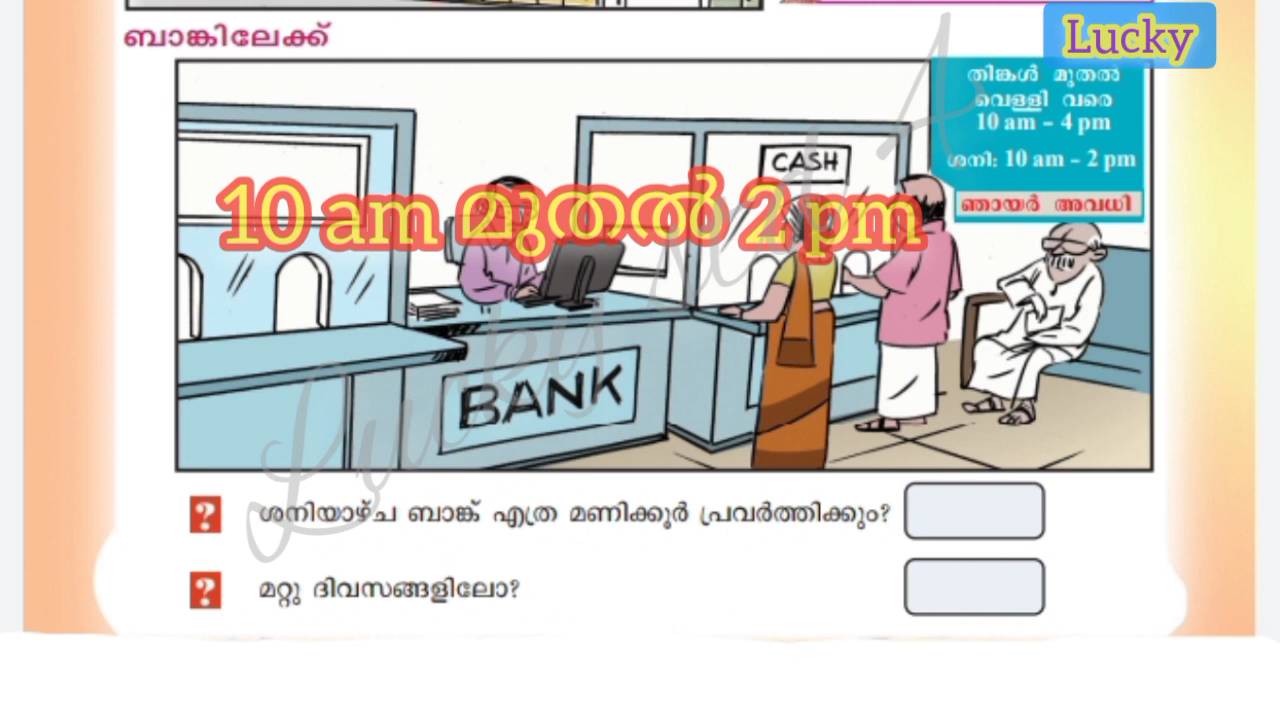 ബാങ്കിലേക്ക്
Lucky
തിങ്കൾ മുതൽ
വെള്ളി വരെ
10 am – 4 pm
ശനി: 10 am – 2 pm
ഞായർ അവധി
CASH
10 am മുതൽ 2 pm
BANK
? ശനിയാഴ്ച ബാങ്ക് എത്ര മണിക്കൂർ പ്രവർത്തിക്കും?
? മറ്റു ദിവസങ്ങളിലോ?